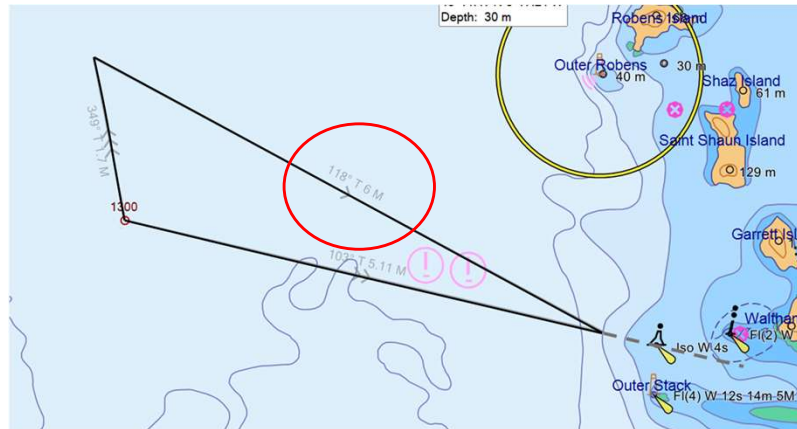 Depth: 30 m
Robens Island
Outer Robens
40 m
30 m
Shaz Island
61 m
Saint Shaun Island
129 m
349° T 1.7 M
118° T 6 M
1300
103° T 5.11 M
Garrett Isl
Waltha
Fl(2) W
Iso W 4s
Outer Stack
Fl(4) W 12s 14m 5M